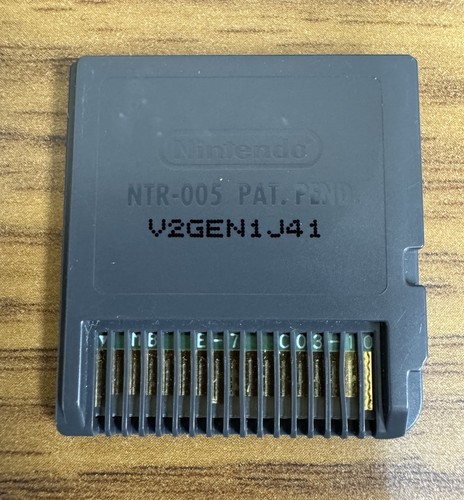 Nintendo
NTR-005 PAT. PEND.
V2GEN1J41